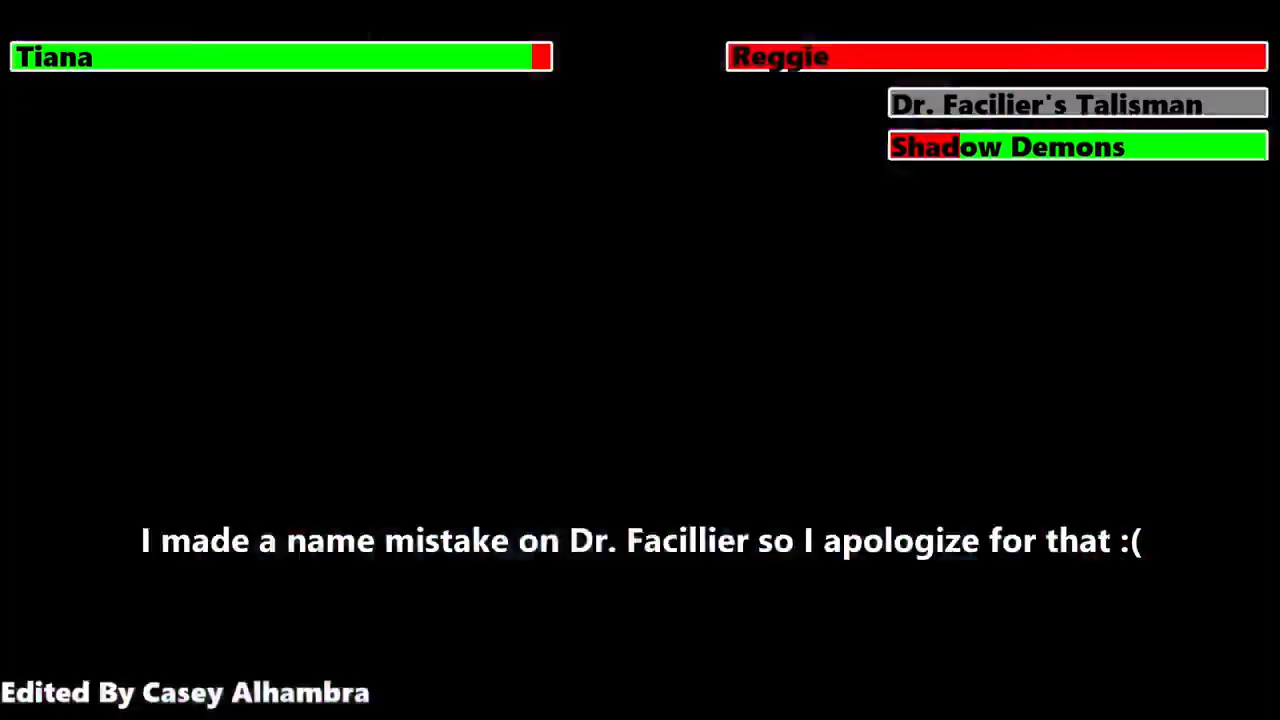 Tiana
Reggie
Dr. Facilier's Talisman
Shadow Demons
I made a name mistake on Dr. Facillier so I apologize for that :(
Edited By Casey Alhambra